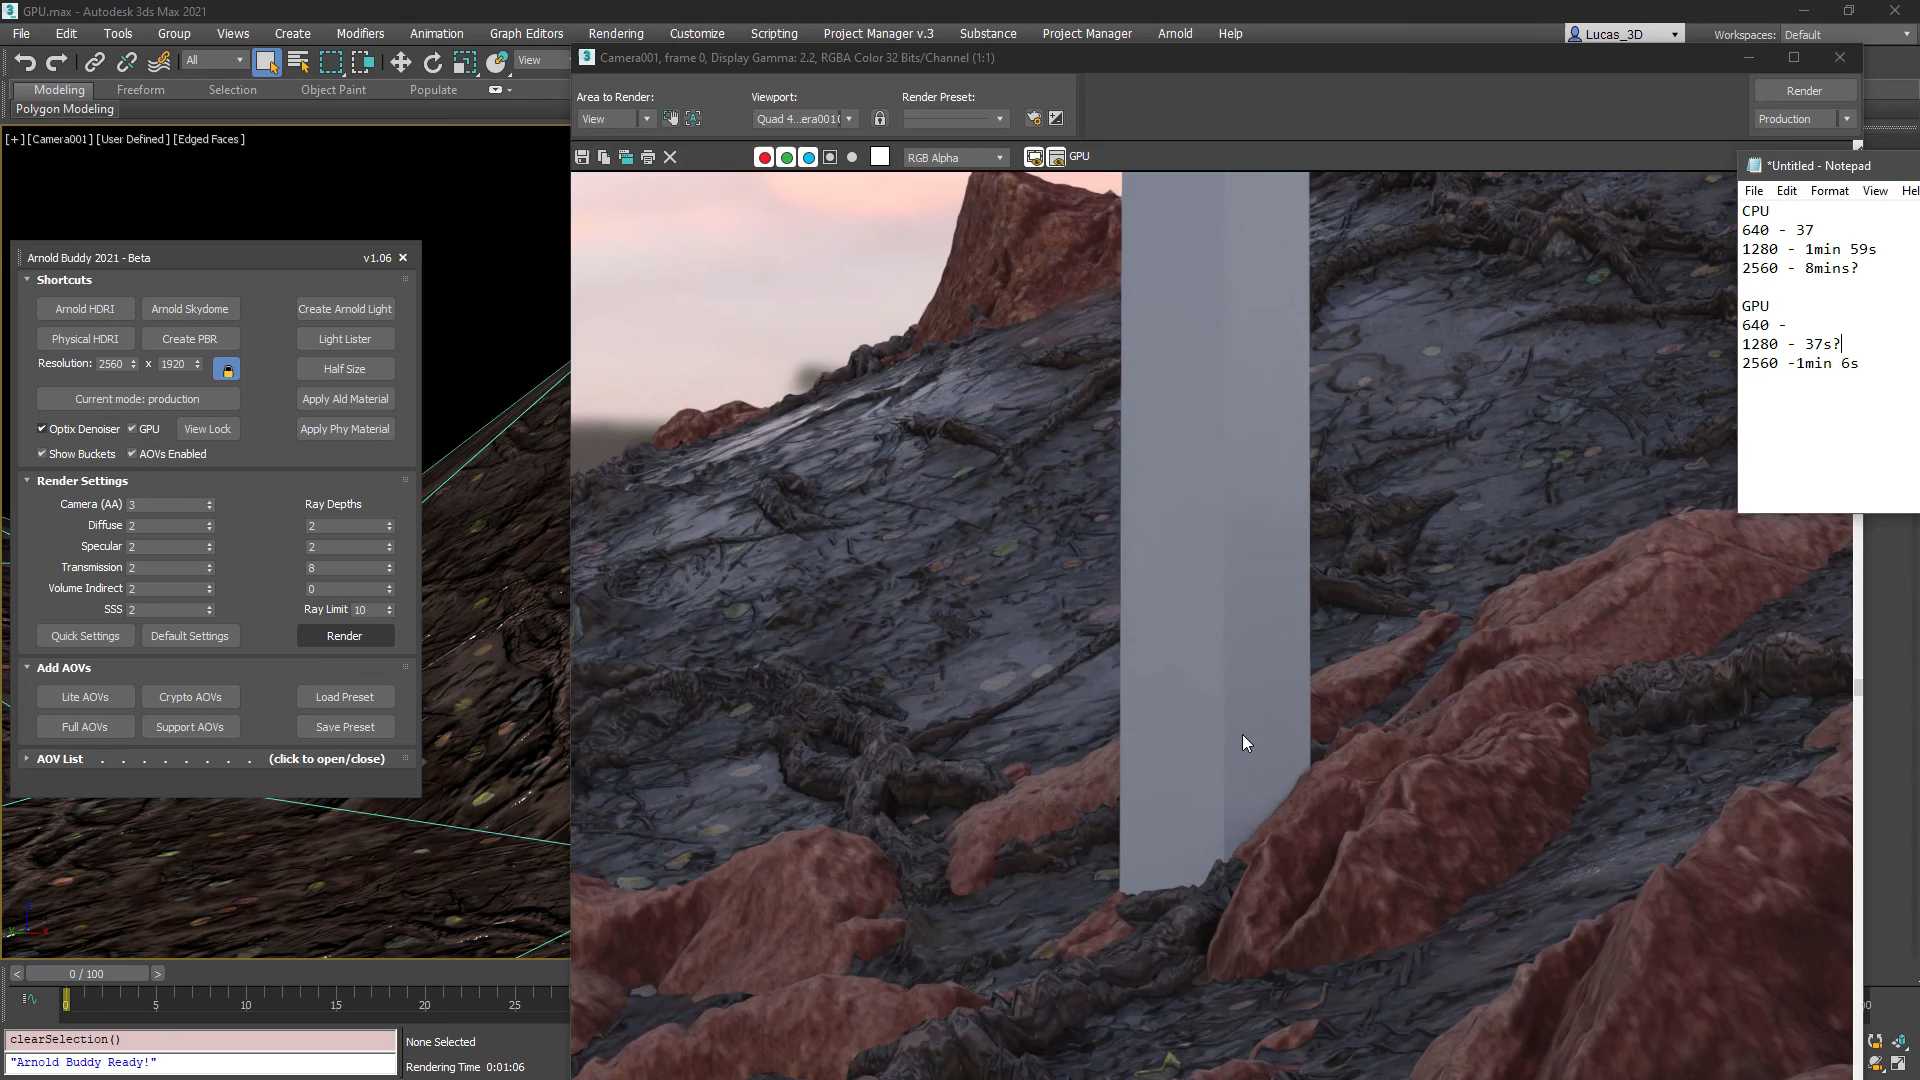 GPU.max - Autodesk 3ds Max 2021
File Edit Tools Group Views Create Modifiers Animation Graph Editors Rendering Customize Scripting Project Manager v.3 Substance Project Manager Arnold Help
Lucas_3D
Workspaces: Default
All
View
Modeling Freeform Selection Object Paint Populate
Polygon Modeling
[+] [Camera001] [User Defined] [Edged Faces]
Camera001, frame 0, Display Gamma: 2.2, RGBA Color 32 Bits/Channel (1:1)
Area to Render:
View
Viewport:
Quad 4...era001(
Render Preset:
Render
Production
RGB Alpha
GPU
*Untitled - Notepad
File Edit Format View Hel
CPU
640 - 37
1280 - 1min 59s
2560 - 8mins?
GPU
640 -
1280 - 37s?
2560 -1min 6s
Arnold Buddy 2021 - Beta v1.06
Shortcuts
Arnold HDRI Arnold Skydome Create Arnold Light
Physical HDRI Create PBR Light Lister
Resolution: 2560 x 1920 Half Size
Current mode: production Apply Ald Material
Optix Denoiser GPU View Lock Apply Phy Material
Show Buckets AOVs Enabled
Render Settings
Camera (AA) 3 Ray Depths
Diffuse 2 2
Specular 2 2
Transmission 2 8
Volume Indirect 2 0
SSS 2 Ray Limit 10
Quick Settings Default Settings Render
Add AOVs
Lite AOVs Crypto AOVs Load Preset
Full AOVs Support AOVs Save Preset
AOV List . . . . . . . . (click to open/close)
< 0 / 100 >
0 5 10 15 20 25
clearSelection()
"Arnold Buddy Ready!"
None Selected
Rendering Time 0:01:06